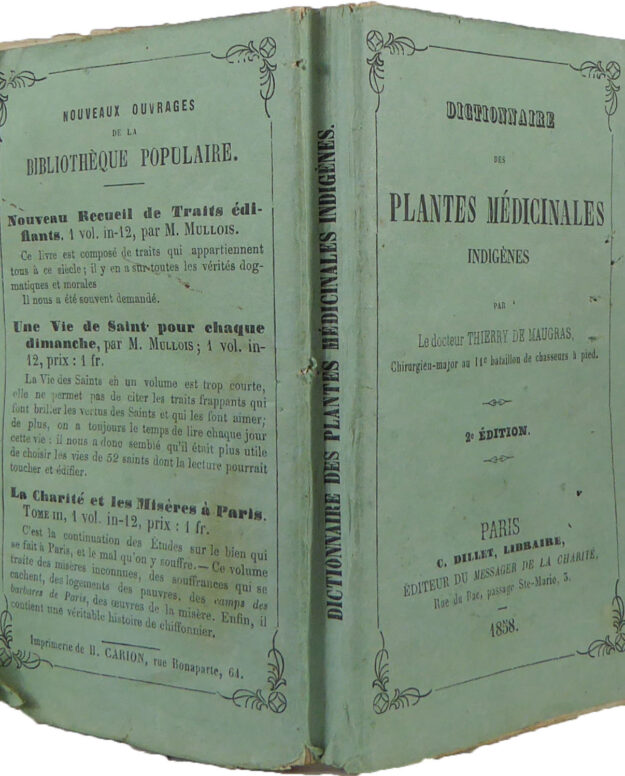 NOUVEAUX OUVRAGES
DE LA
BIBLIOTHÈQUE POPULAIRE.
Nouveau Recueil de Traits édi-
fiants. 1 vol. in-12, par M. MULLOIS.
Ce livre est composé de traits qui appartiennent
tous à ce siècle ; il y en a sur toutes les vérités dog-
matiques et morales
Il nous a été souvent demandé.
Une Vie de Saint pour chaque
dimanche, par M. MULLOIS ; 1 vol. in-
12, prix : 1 fr.
La Vie des Saints en un volume est trop courte,
elle ne permet pas de citer les traits frappants qui
font briller les vertus des Saints et qui les font aimer;
de plus, on a toujours le temps de lire chaque jour
cette vie : il nous a donc semblé qu'il était plus utile
de choisir les vies de 52 saints dont la lecture pourrait
toucher et édifier.
La Charité et les Misères à Paris.
TOME III, 1 vol. in-12, prix : 1 fr.
C'est la continuation des Études sur le bien qui
se fait à Paris, et le mal qu'on y souffre. — Ce volume
traite des misères inconnues, des souffrances qui se
cachent, des logements des pauvres, des camps des
barbares de Paris, des œuvres de la misère. Enfin, il
contient une véritable histoire de chiffonnier.
Imprimerie de B. CARION, rue Bonaparte, 64.
DICTIONNAIRE DES PLANTES MÉDICINALES INDIGÈNES.
DICTIONNAIRE
DES
PLANTES MÉDICINALES
INDIGÈNES
PAR
Le docteur THIERRY DE MAUGRAS,
Chirurgien-major au 11e bataillon de chasseurs à pied.
2e ÉDITION.
PARIS
C. DILLET, LIBRAIRE,
ÉDITEUR DU MESSAGER DE LA CHARITÉ,
Rue du Bac, passage Ste-Marie, 3.
1858.